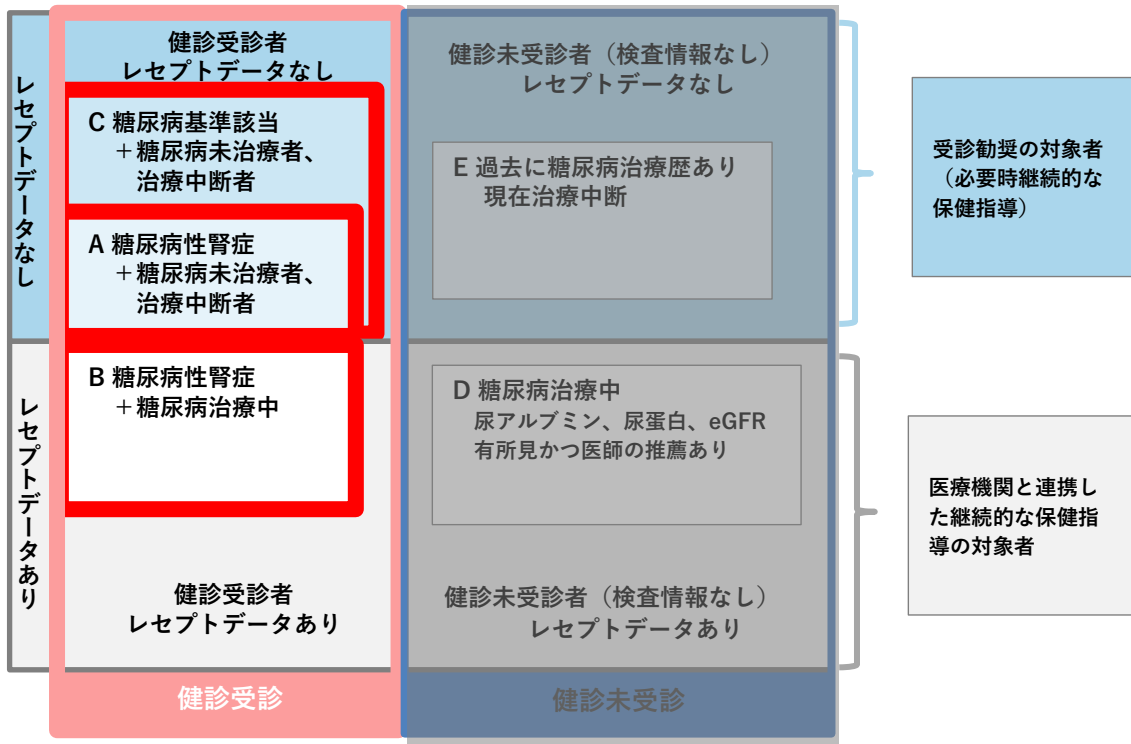 レセプトデータなし
レセプトデータあり
健診受診者
レセプトデータなし
C 糖尿病基準該当
＋糖尿病未治療者、
治療中断者
A 糖尿病性腎症
＋糖尿病未治療者、
治療中断者
B 糖尿病性腎症
＋糖尿病治療中
健診受診者
レセプトデータあり
健診受診
健診未受診者（検査情報なし）
レセプトデータなし
E 過去に糖尿病治療歴あり
現在治療中断
D 糖尿病治療中
尿アルブミン、尿蛋白、eGFR
有所見かつ医師の推薦あり
健診未受診者（検査情報なし）
レセプトデータあり
健診未受診
受診勧奨の対象者
（必要時継続的な
保健指導）
医療機関と連携し
た継続的な保健指
導の対象者